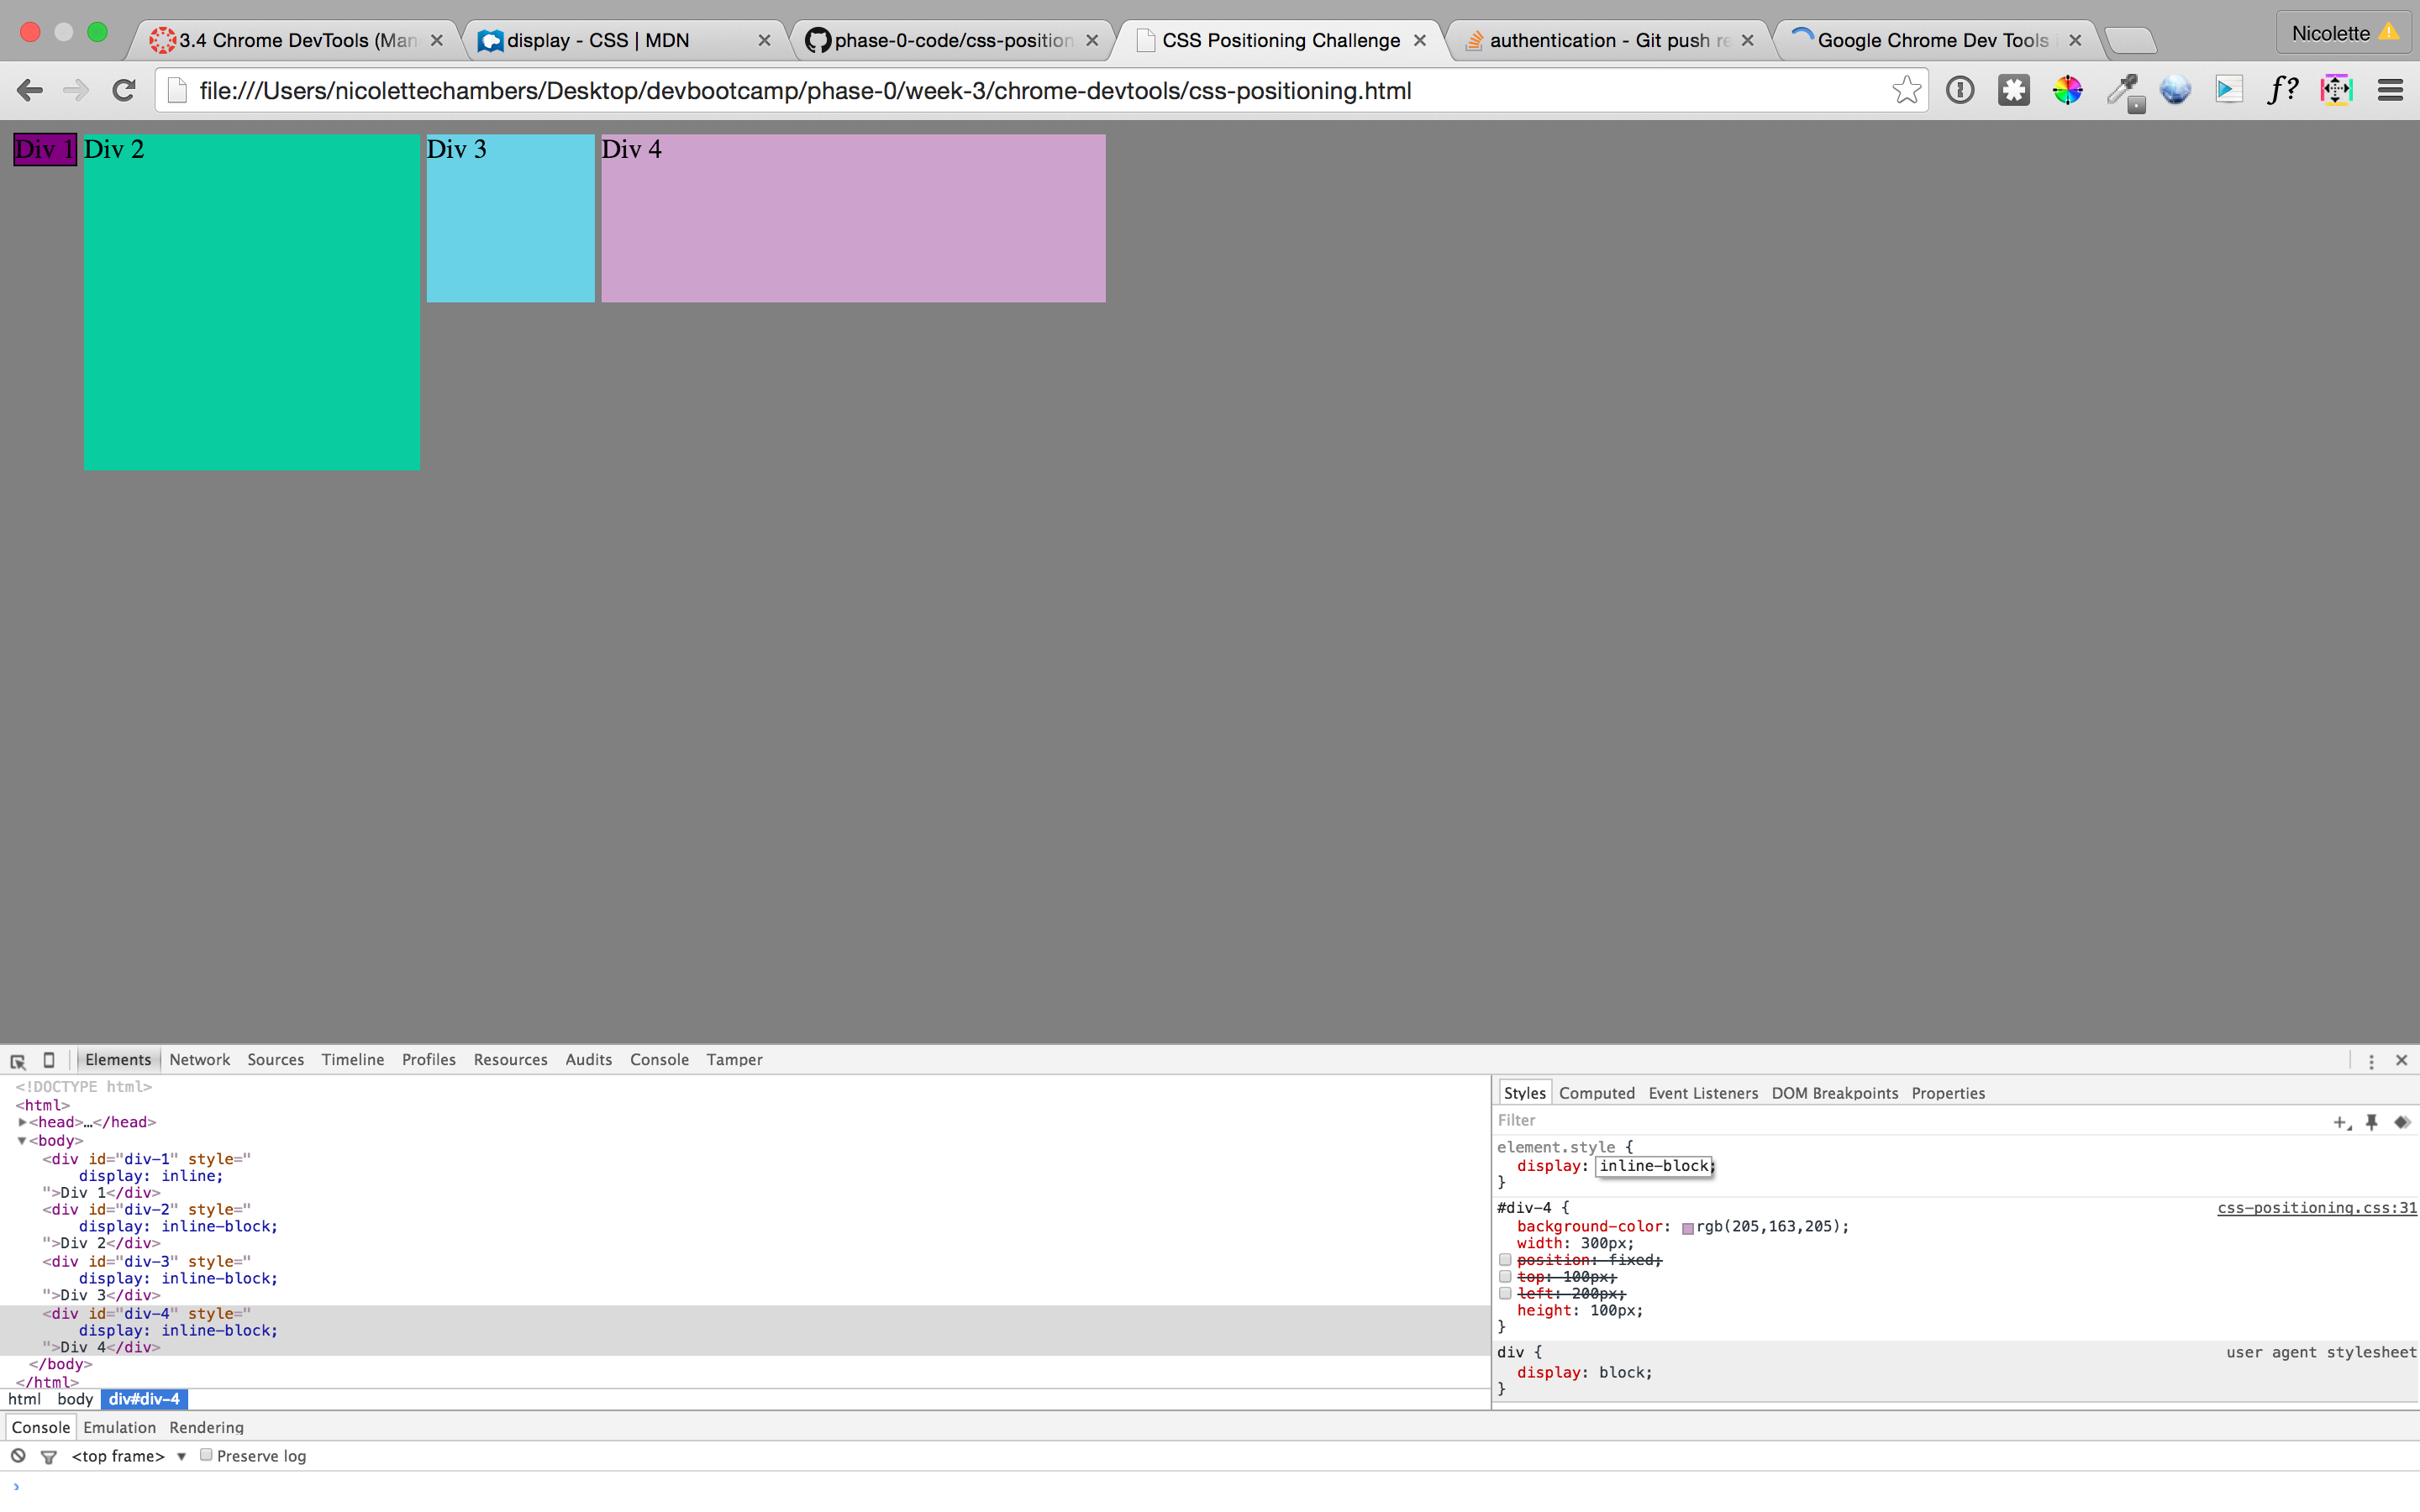 3.4 Chrome DevTools (Man
display - CSS | MDN
phase-0-code/css-position
CSS Positioning Challenge
authentication - Git push re
Google Chrome Dev Tools
Nicolette
file:///Users/nicolettechambers/Desktop/devbootcamp/phase-0/week-3/chrome-devtools/css-positioning.html
f?
Div 1 Div 2 Div 3 Div 4
Elements Network Sources Timeline Profiles Resources Audits Console Tamper
<!DOCTYPE html>
<html>
<head>…</head>
<body>
<div id="div-1" style="
display: inline;
">Div 1</div>
<div id="div-2" style="
display: inline-block;
">Div 2</div>
<div id="div-3" style="
display: inline-block;
">Div 3</div>
<div id="div-4" style="
display: inline-block;
">Div 4</div>
</body>
</html>
html body div#div-4
Styles Computed Event Listeners DOM Breakpoints Properties
Filter
element.style {
display: inline-block;
}
#div-4 { css-positioning.css:31
background-color: rgb(205,163,205);
width: 300px;
position: fixed;
top: 100px;
left: 200px;
height: 100px;
}
div { user agent stylesheet
display: block;
}
Console Emulation Rendering
<top frame> ▼ Preserve log